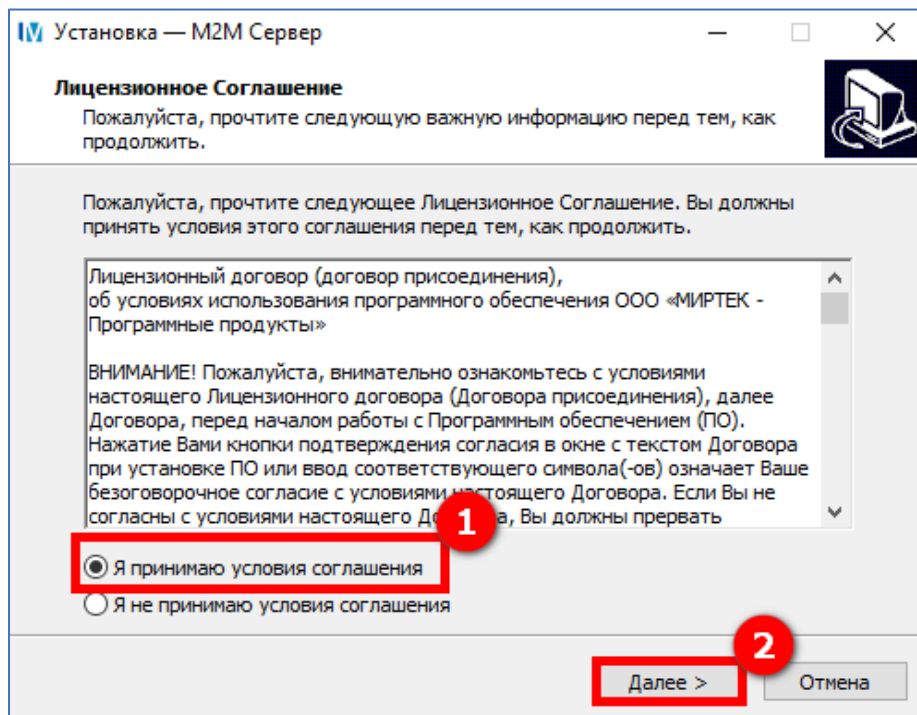 Установка — M2M Сервер
Лицензионное Соглашение
Пожалуйста, прочтите следующую важную информацию перед тем, как
продолжить.
Пожалуйста, прочтите следующее Лицензионное Соглашение. Вы должны
принять условия этого соглашения перед тем, как продолжить.
Лицензионный договор (договор присоединения),
об условиях использования программного обеспечения ООО «МИРТЕК -
Программные продукты»
ВНИМАНИЕ! Пожалуйста, внимательно ознакомьтесь с условиями
настоящего Лицензионного договора (Договора присоединения), далее
Договора, перед началом работы с Программным обеспечением (ПО).
Нажатие Вами кнопки подтверждения согласия в окне с текстом Договора
при установке ПО или ввод соответствующего символа(-ов) означает Ваше
безоговорочное согласие с условиями настоящего Договора. Если Вы не
согласны с условиями настоящего Договора, Вы должны прервать
1
Я принимаю условия соглашения
Я не принимаю условия соглашения
2
Далее >
Отмена